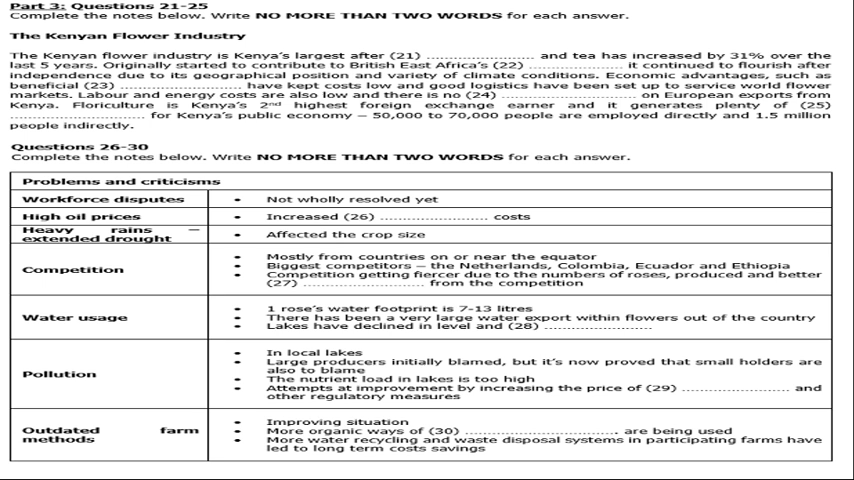 Part 3: Questions 21-25
Complete the notes below. Write NO MORE THAN TWO WORDS for each answer.
The Kenyan Flower Industry
The Kenyan flower industry is Kenya's largest after (21) ........................ and tea has increased by 31% over the
last 5 years. Originally started to contribute to British East Africa's (22) ........................ it continued to flourish after
independence due to its geographical position and variety of climate conditions. Economic advantages, such as
beneficial (23) ........................ have kept costs low and good logistics have been set up to service world flower
markets. Labour and energy costs are also low and there is no (24) ........................ on European exports from
Kenya. Floriculture is Kenya's 2nd highest foreign exchange earner and it generates plenty of (25)
........................ for Kenya's public economy – 50,000 to 70,000 people are employed directly and 1.5 million
people indirectly.
Questions 26-30
Complete the notes below. Write NO MORE THAN TWO WORDS for each answer.
Problems and criticisms
Workforce disputes • Not wholly resolved yet
High oil prices • Increased (26) ........................ costs
Heavy rains –
extended drought • Affected the crop size
Competition
• Mostly from countries on or near the equator
• Biggest competitors – the Netherlands, Colombia, Ecuador and Ethiopia
• Competition getting fiercer due to the numbers of roses, produced and better
(27) ........................ from the competition
Water usage
• 1 rose's water footprint is 7-13 litres
• There has been a very large water export within flowers out of the country
• Lakes have declined in level and (28) ........................
Pollution
• In local lakes
• Large producers initially blamed, but it's now proved that small holders are
also to blame
• The nutrient load in lakes is too high
• Attempts at improvement by increasing the price of (29) ........................ and
other regulatory measures
Outdated farm
methods
• Improving situation
• More organic ways of (30) ........................ are being used
• More water recycling and waste disposal systems in participating farms have
led to long term costs savings